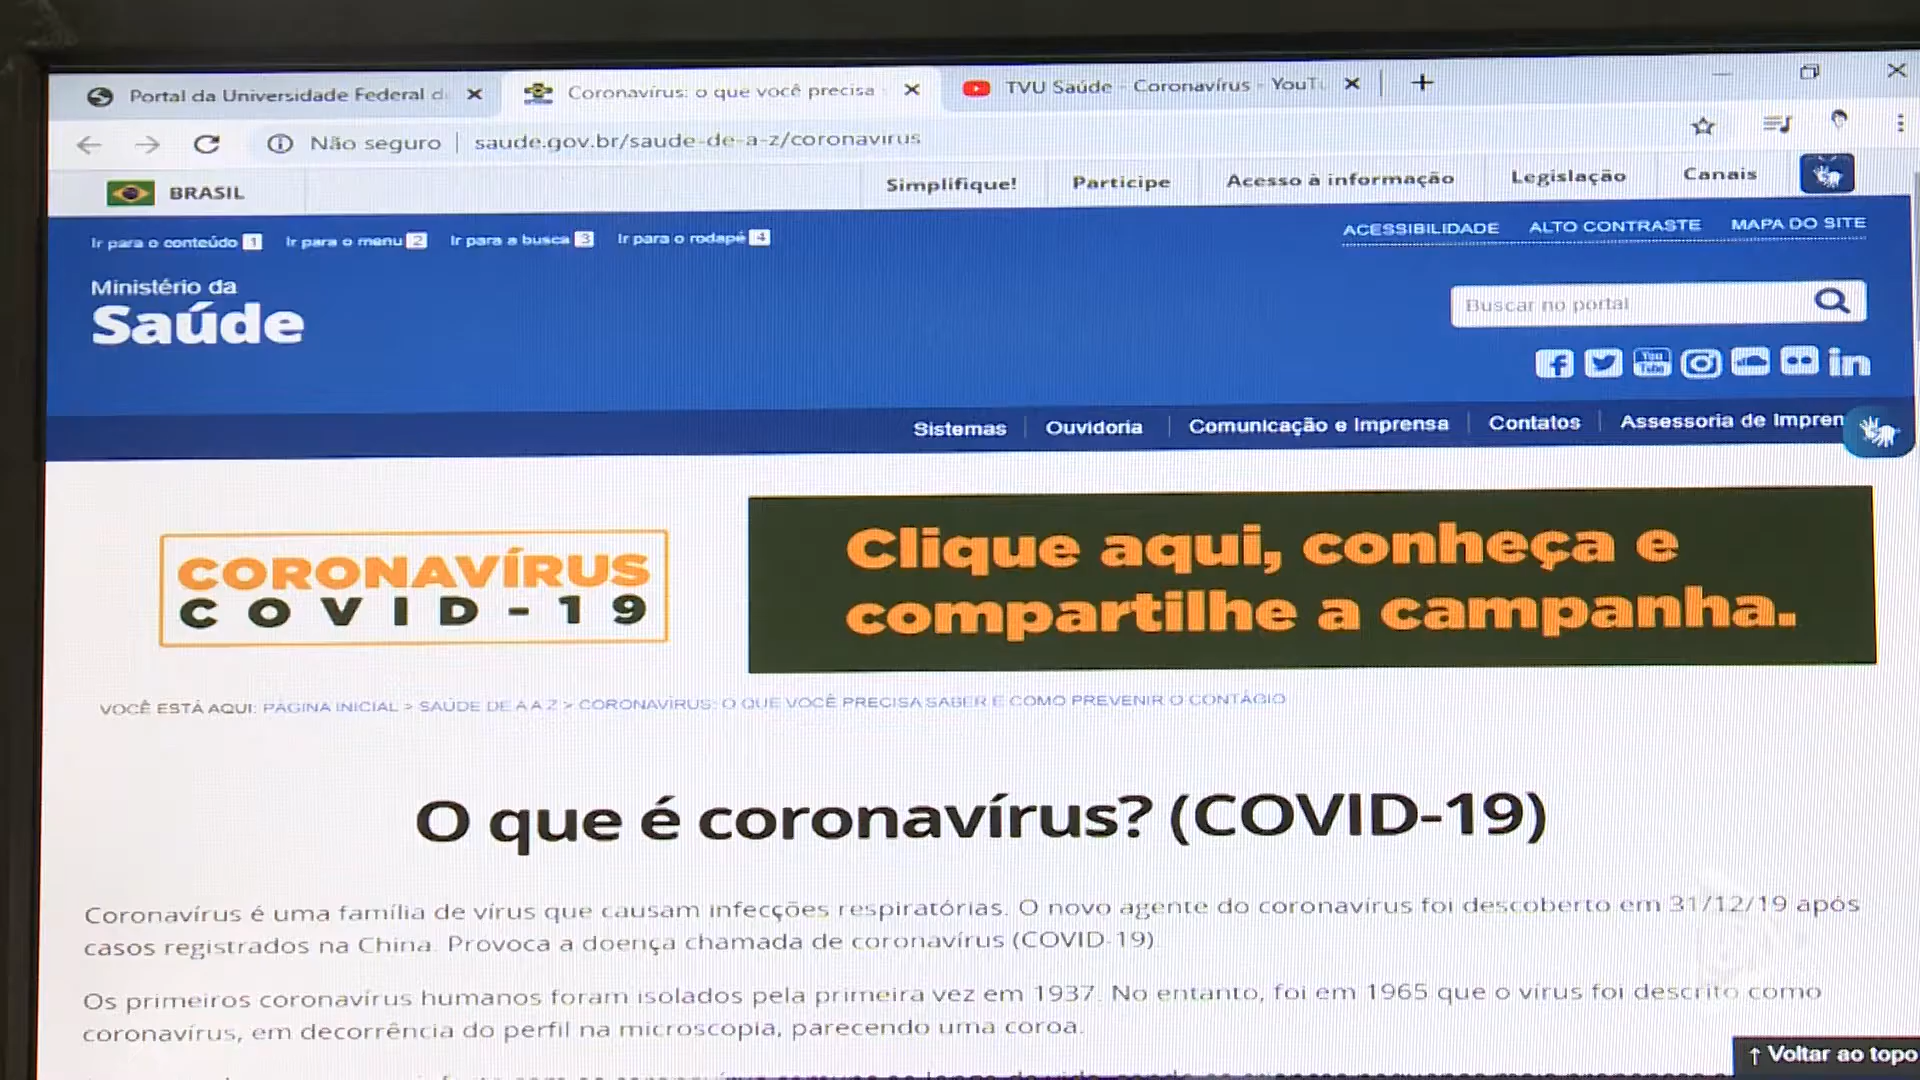 Portal da Universidade Federal d
Coronavírus: o que você precisa
TVU Saúde - Coronavírus - YouTu
Não seguro | saude.gov.br/saude-de-a-z/coronavirus
BRASIL
Simplifique!
Participe
Acesso à informação
Legislação
Canais
Ir para o conteúdo 1
Ir para o menu 2
Ir para a busca 3
Ir para o rodapé 4
ACESSIBILIDADE
ALTO CONTRASTE
MAPA DO SITE
Ministério da
Saúde
Buscar no portal
You
Tube
Sistemas
Ouvidoria
Comunicação e Imprensa
Contatos
Assessoria de Impren
CORONAVÍRUS
COVID-19
Clique aqui, conheça e
compartilhe a campanha.
VOCÊ ESTÁ AQUI: PÁGINA INICIAL > SAÚDE DE A A Z > CORONAVÍRUS: O QUE VOCÊ PRECISA SABER E COMO PREVENIR O CONTÁGIO
O que é coronavírus? (COVID-19)
Coronavírus é uma família de vírus que causam infecções respiratórias. O novo agente do coronavírus foi descoberto em 31/12/19 após
casos registrados na China. Provoca a doença chamada de coronavírus (COVID-19).
Os primeiros coronavírus humanos foram isolados pela primeira vez em 1937. No entanto, foi em 1965 que o vírus foi descrito como
coronavírus, em decorrência do perfil na microscopia, parecendo uma coroa.
↑ Voltar ao topo